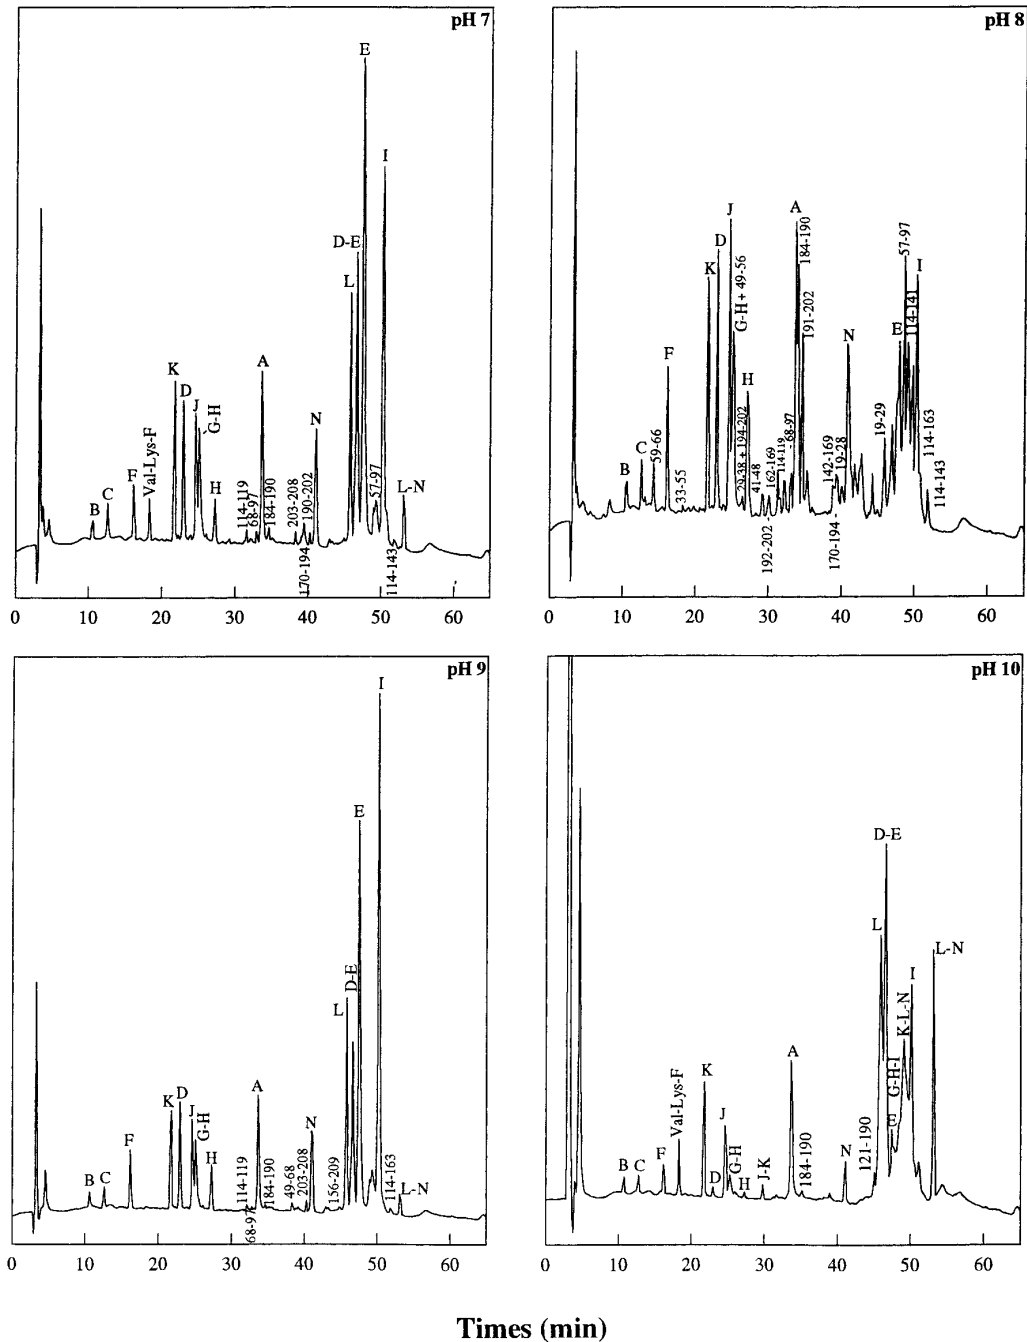 pH 7
E
I
D-E
L
K
D
J
G-H
F
Val-Lys-F
B
C
H
114-119
68-97
A
184-190
203-208
170-194
190-202
N
57-97
114-143
L-N
0 10 20 30 40 50 60
pH 8
J
A
D
K
G-H + 49-56
184-190
57-97
I
191-202
114-141
E
F
N
H
B
C
59-66
33-55
29-38 + 194-202
41-48
192-202
162-169
114-119
68-97
142-169
170-194
19-28
19-29
114-163
114-143
0 10 20 30 40 50 60
pH 9
I
E
L
D-E
K
D
J
G-H
A
F
H
B
C
114-119
68-97
184-190
49-68
203-208
N
156-209
114-163
L-N
0 10 20 30 40 50 60
pH 10
D-E
L
L-N
I
K-L-N
G-H-I
E
A
K
J
Val-Lys-F
F
B
C
D
G-H
H
J-K
184-190
N
121-190
0 10 20 30 40 50 60
Times (min)